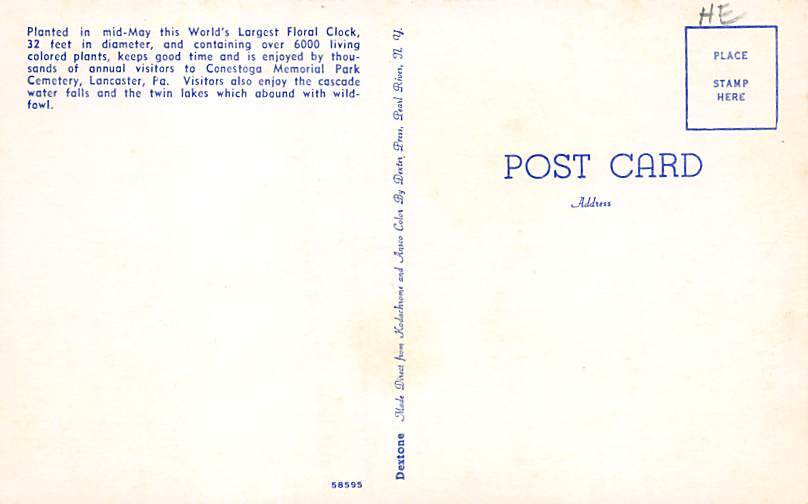 Planted in mid-May this World's Largest Floral Clock,
32 feet in diameter, and containing over 6000 living
colored plants, keeps good time and is enjoyed by thou-
sands of annual visitors to Conestoga Memorial Park
Cemetery, Lancaster, Pa. Visitors also enjoy the cascade
water falls and the twin lakes which abound with wild-
fowl.
58595
Dextone Made Direct from Kodachrome and Ansco Color By Dexter Press, Pearl River, N. Y.
HE
PLACE
STAMP
HERE
POST CARD
Address